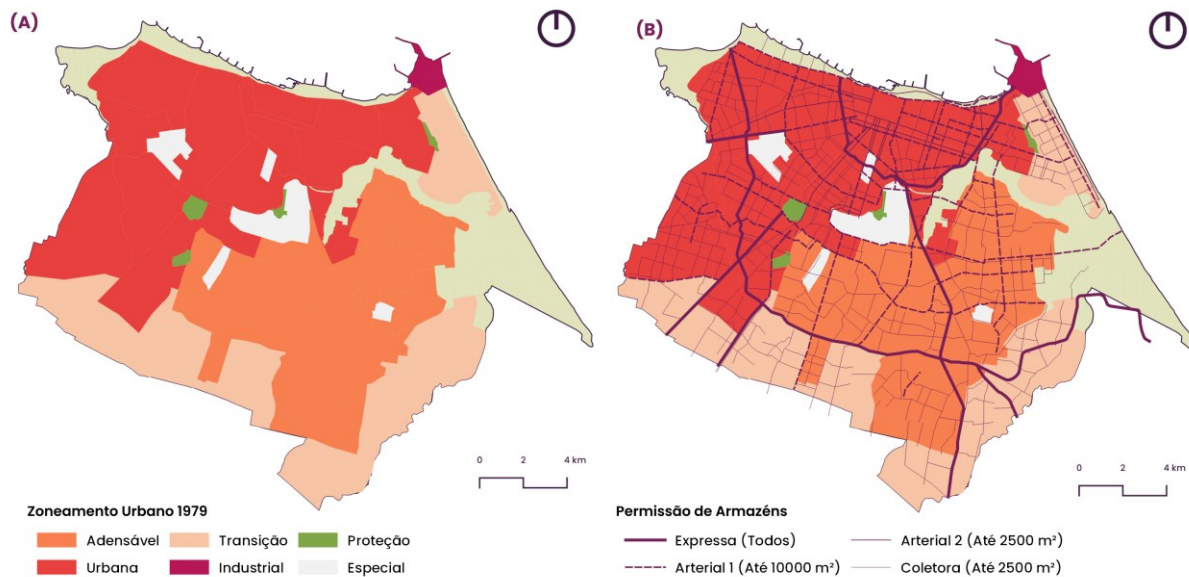 (A)
(B)
0 2 4 km
0 2 4 km
Zoneamento Urbano 1979
Adensável
Transição
Proteção
Urbana
Industrial
Especial
Permissão de Armazéns
Expressa (Todos)
Arterial 2 (Até 2500 m²)
Arterial 1 (Até 10000 m²)
Coletora (Até 2500 m²)